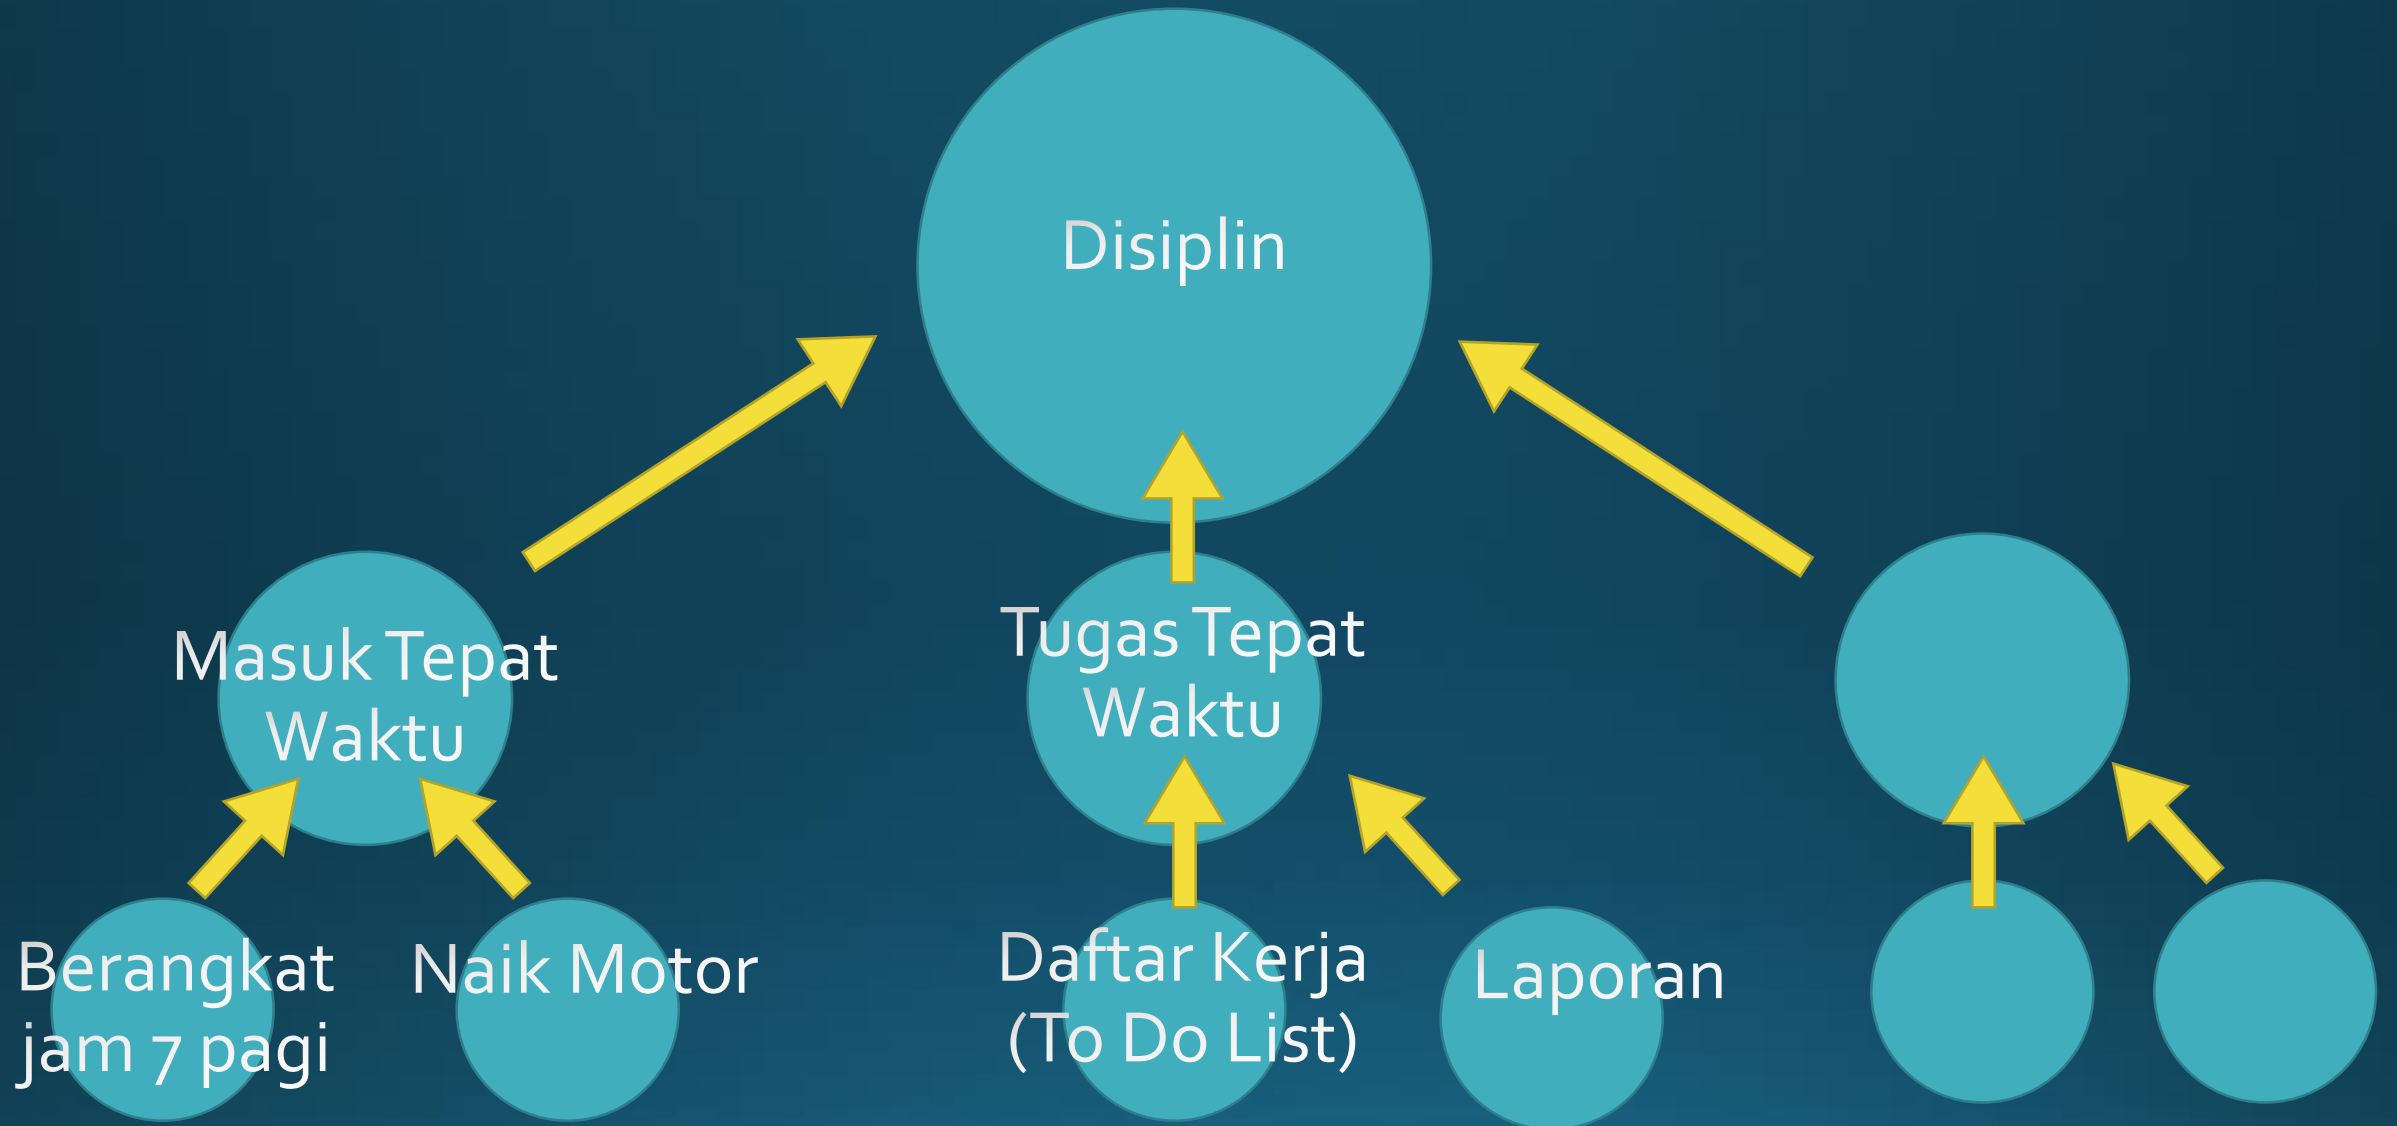 Disiplin
Masuk Tepat
Waktu
Tugas Tepat
Waktu
Berangkat
jam 7 pagi
Naik Motor
Daftar Kerja
(To Do List)
Laporan